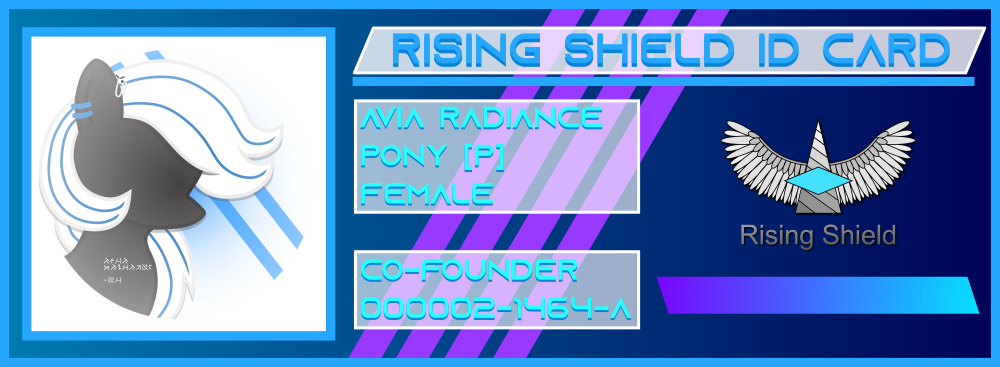 RISING SHIELD ID CARD
AVIA RADIANCE
PONY [P]
FEMALE
CO-FOUNDER
000002-1464-A
Rising Shield